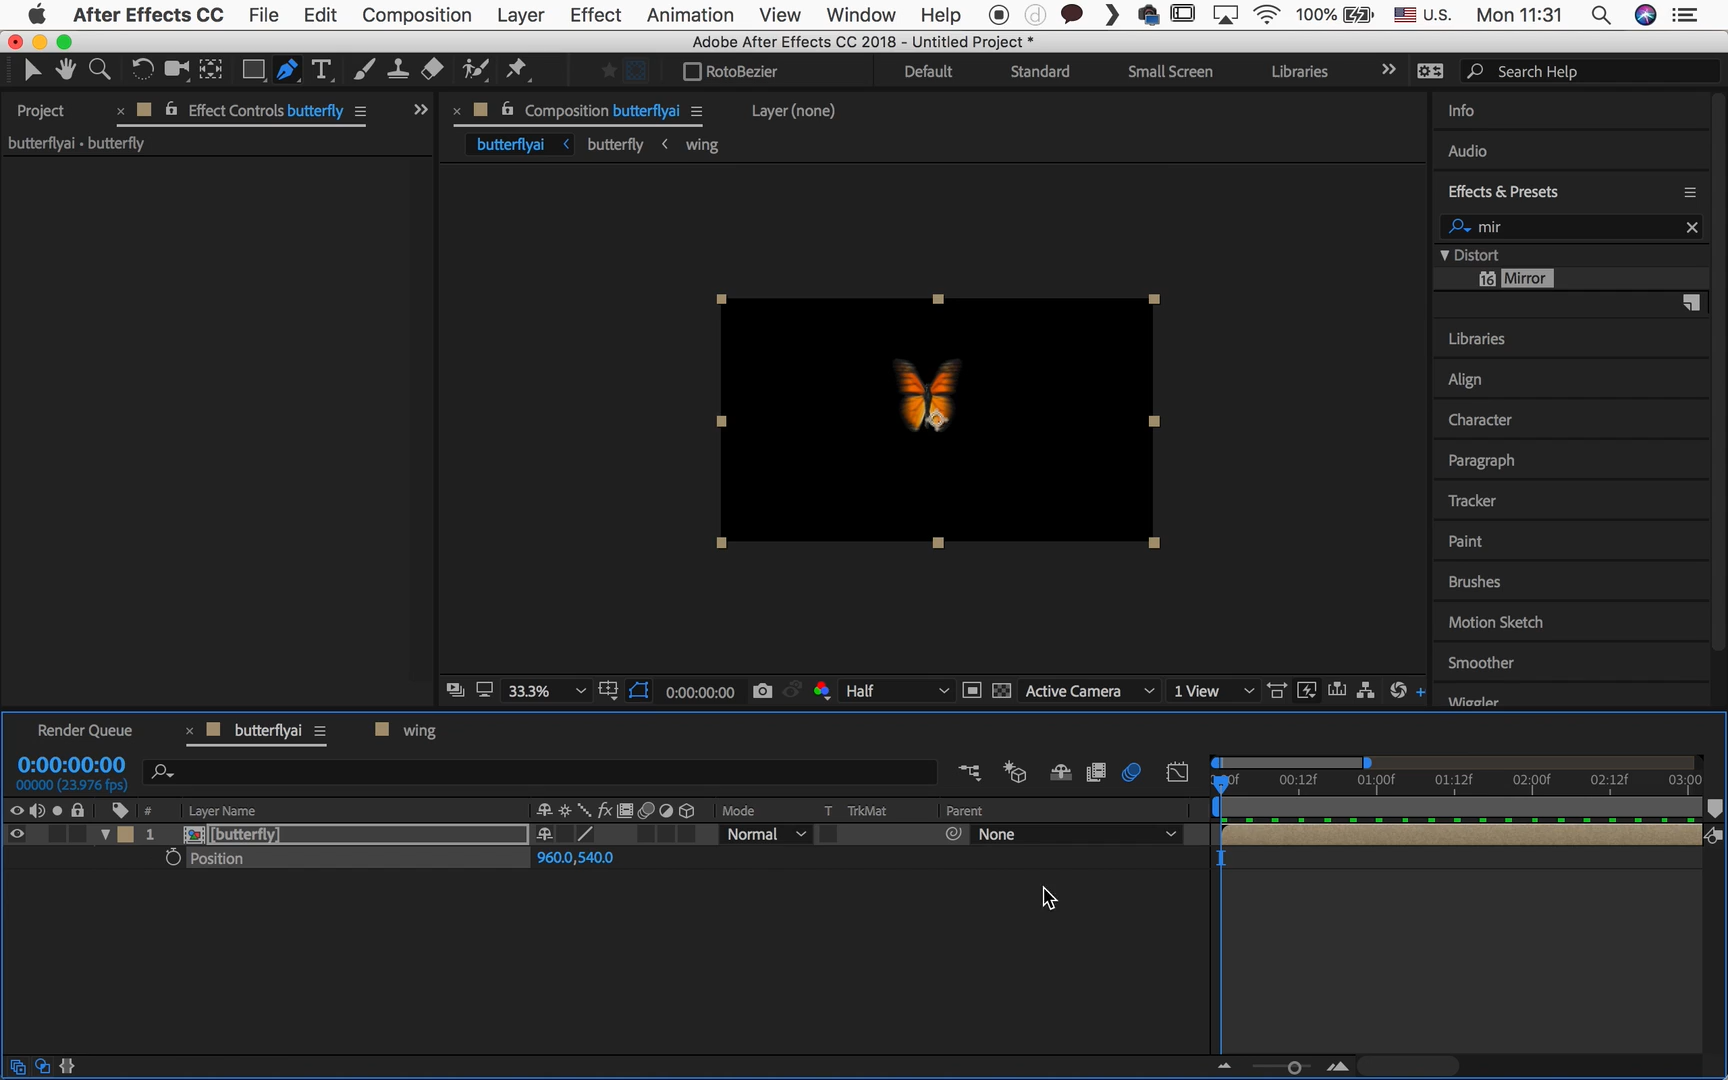 After Effects CC File Edit Composition Layer Effect Animation View Window Help 100% U.S. Mon 11:31
Adobe After Effects CC 2018 - Untitled Project *
RotoBezier Default Standard Small Screen Libraries Search Help
Project Effect Controls butterfly Composition butterflyai Layer (none) Info
butterflyai • butterfly
butterflyai butterfly wing
Audio
Effects & Presets
mir
Distort
16 Mirror
Libraries
Align
Character
Paragraph
Tracker
Paint
Brushes
Motion Sketch
Smoother
Wiggler
33.3% 0:00:00:00 Half Active Camera 1 View
Render Queue butterflyai wing
0:00:00:00
00000 (23.976 fps)
00:12f 01:00f 01:12f 02:00f 02:12f 03:00
# Layer Name fx Mode T TrkMat Parent
1 [butterfly] Normal None
Position 960.0,540.0